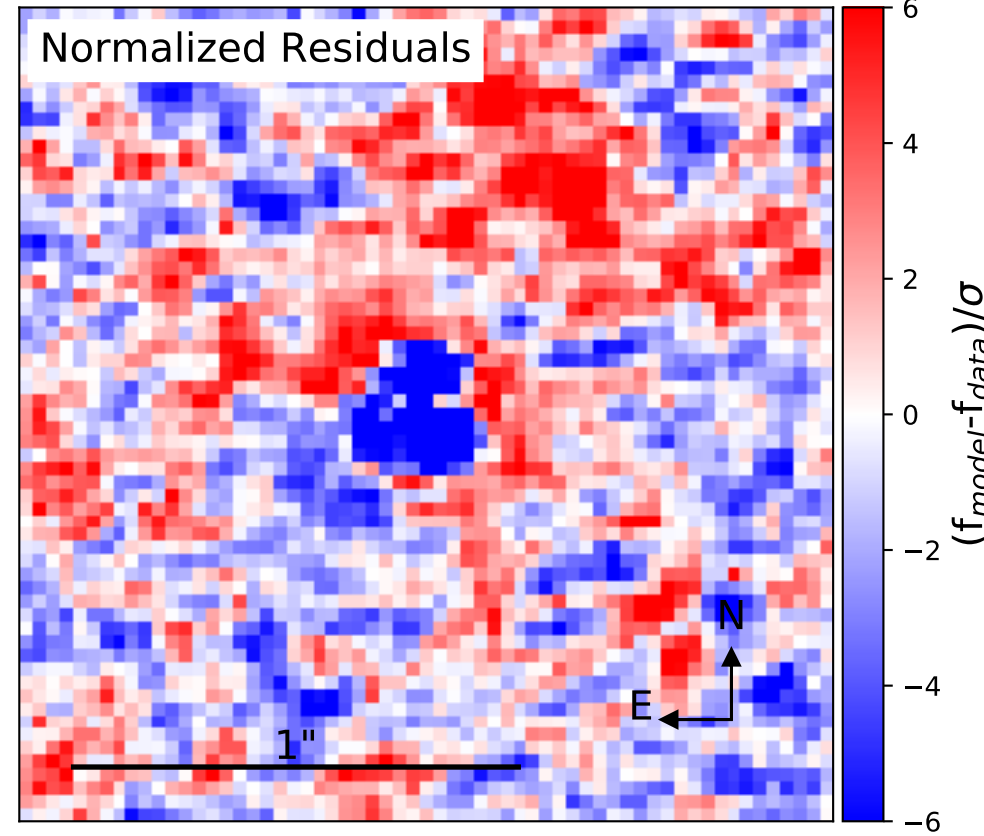 Normalized Residuals
6
4
2
0
−2
−4
−6
(f_model-f_data)/σ
N
E
1"